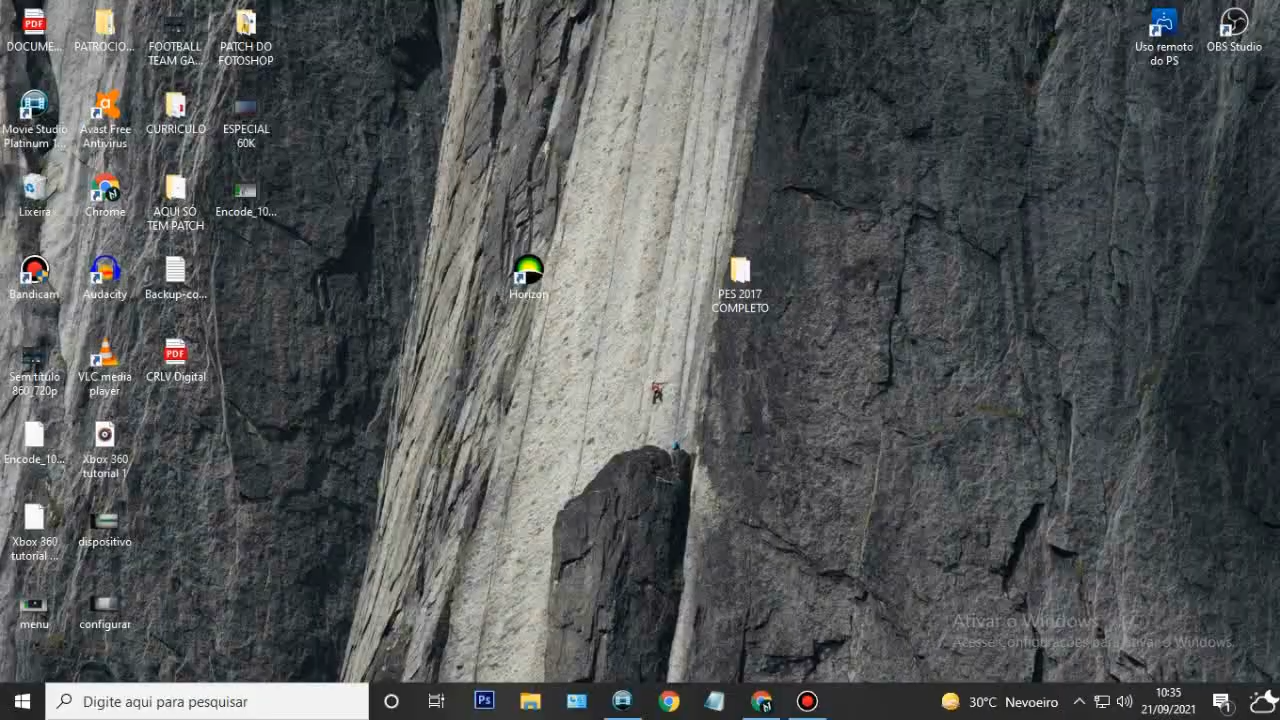 DOCUME...
PATROCIO...
FOOTBALL
TEAM GA...
PATCH DO
FOTOSHOP
Uso remoto
do PS
OBS Studio
Movie Studio
Platinum 1...
Avast Free
Antivirus
CURRICULO
ESPECIAL
60K
Lixeira
Chrome
AQUI SÓ
TEM PATCH
Encode_10...
Bandicam
Audacity
Backup-co...
Horizon
PES 2017
COMPLETO
Sem título
860_720p
VLC media
player
CRLV Digital
Encode_10...
Xbox 360
tutorial 1
Xbox 360
tutorial ...
dispositivo
menu
configurar
Ativar o Windows
Acesse Configurações para ativar o Windows.
Digite aqui para pesquisar
Ps
30°C Nevoeiro
10:35
21/09/2021
1